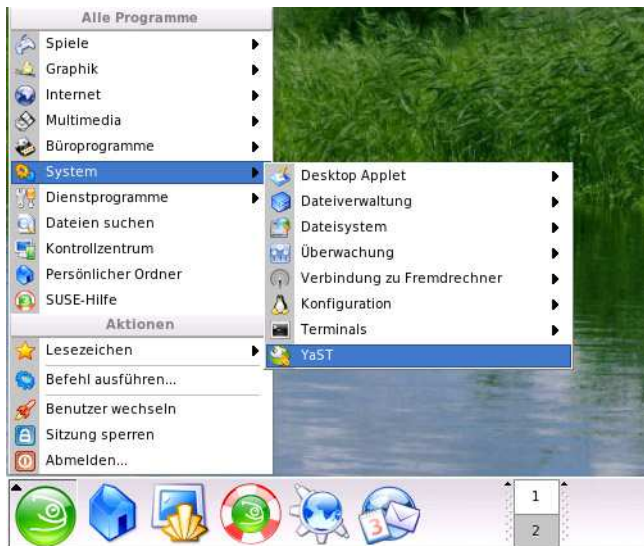 Alle Programme
Spiele
Graphik
Internet
Multimedia
Büroprogramme
System
Dienstprogramme
Dateien suchen
Kontrollzentrum
Persönlicher Ordner
SUSE-Hilfe
Aktionen
Lesezeichen
Befehl ausführen...
Benutzer wechseln
Sitzung sperren
Abmelden...
Desktop Applet
Dateiverwaltung
Dateisystem
Überwachung
Verbindung zu Fremdrechner
Konfiguration
Terminals
YaST
3
1
2